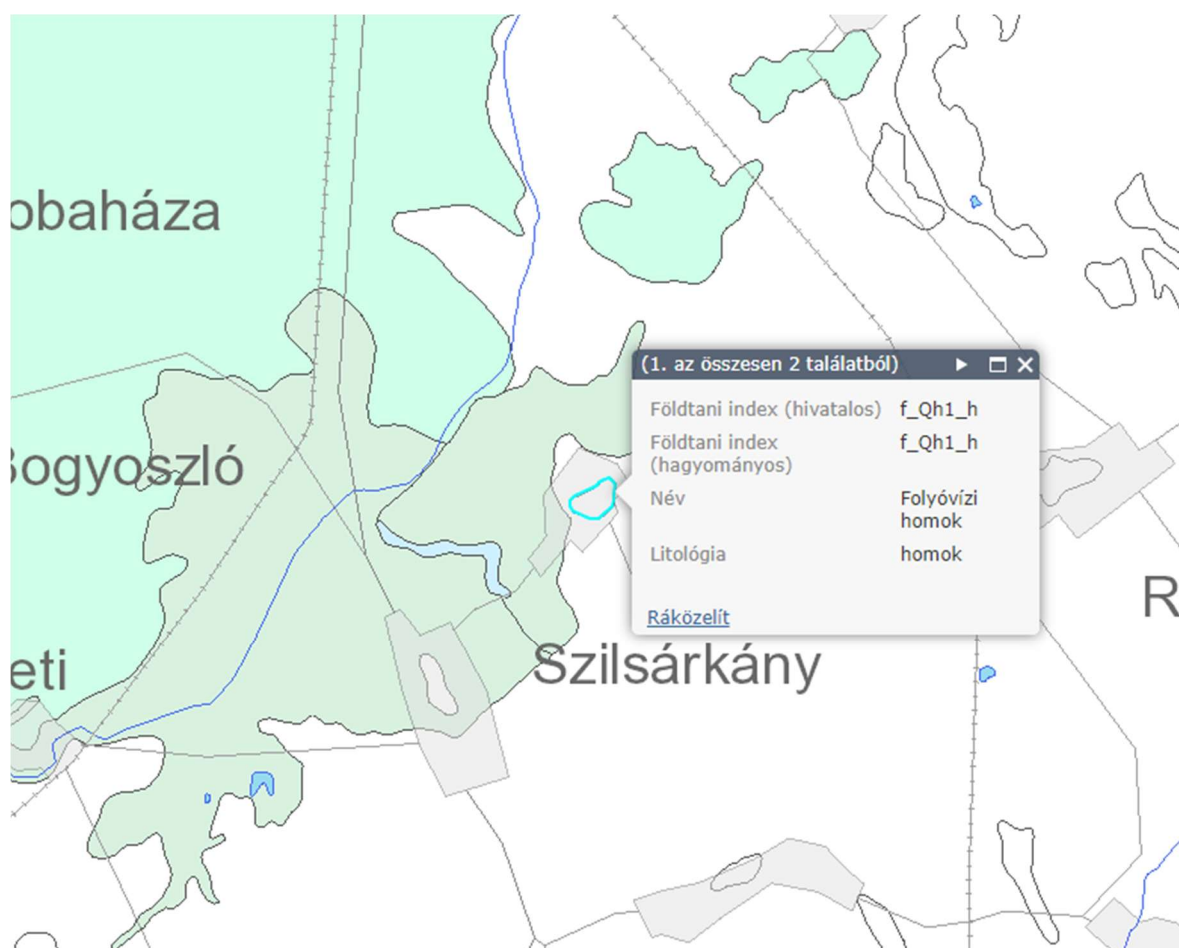 obaháza
(1. az összesen 2 találatból)
Földtani index (hivatalos) f_Qh1_h
Földtani index
(hagyományos) f_Qh1_h
Név Folyóvízi
homok
Litológia homok
Ráközelít
Bogyoszló
R
Szilsárkány
eti